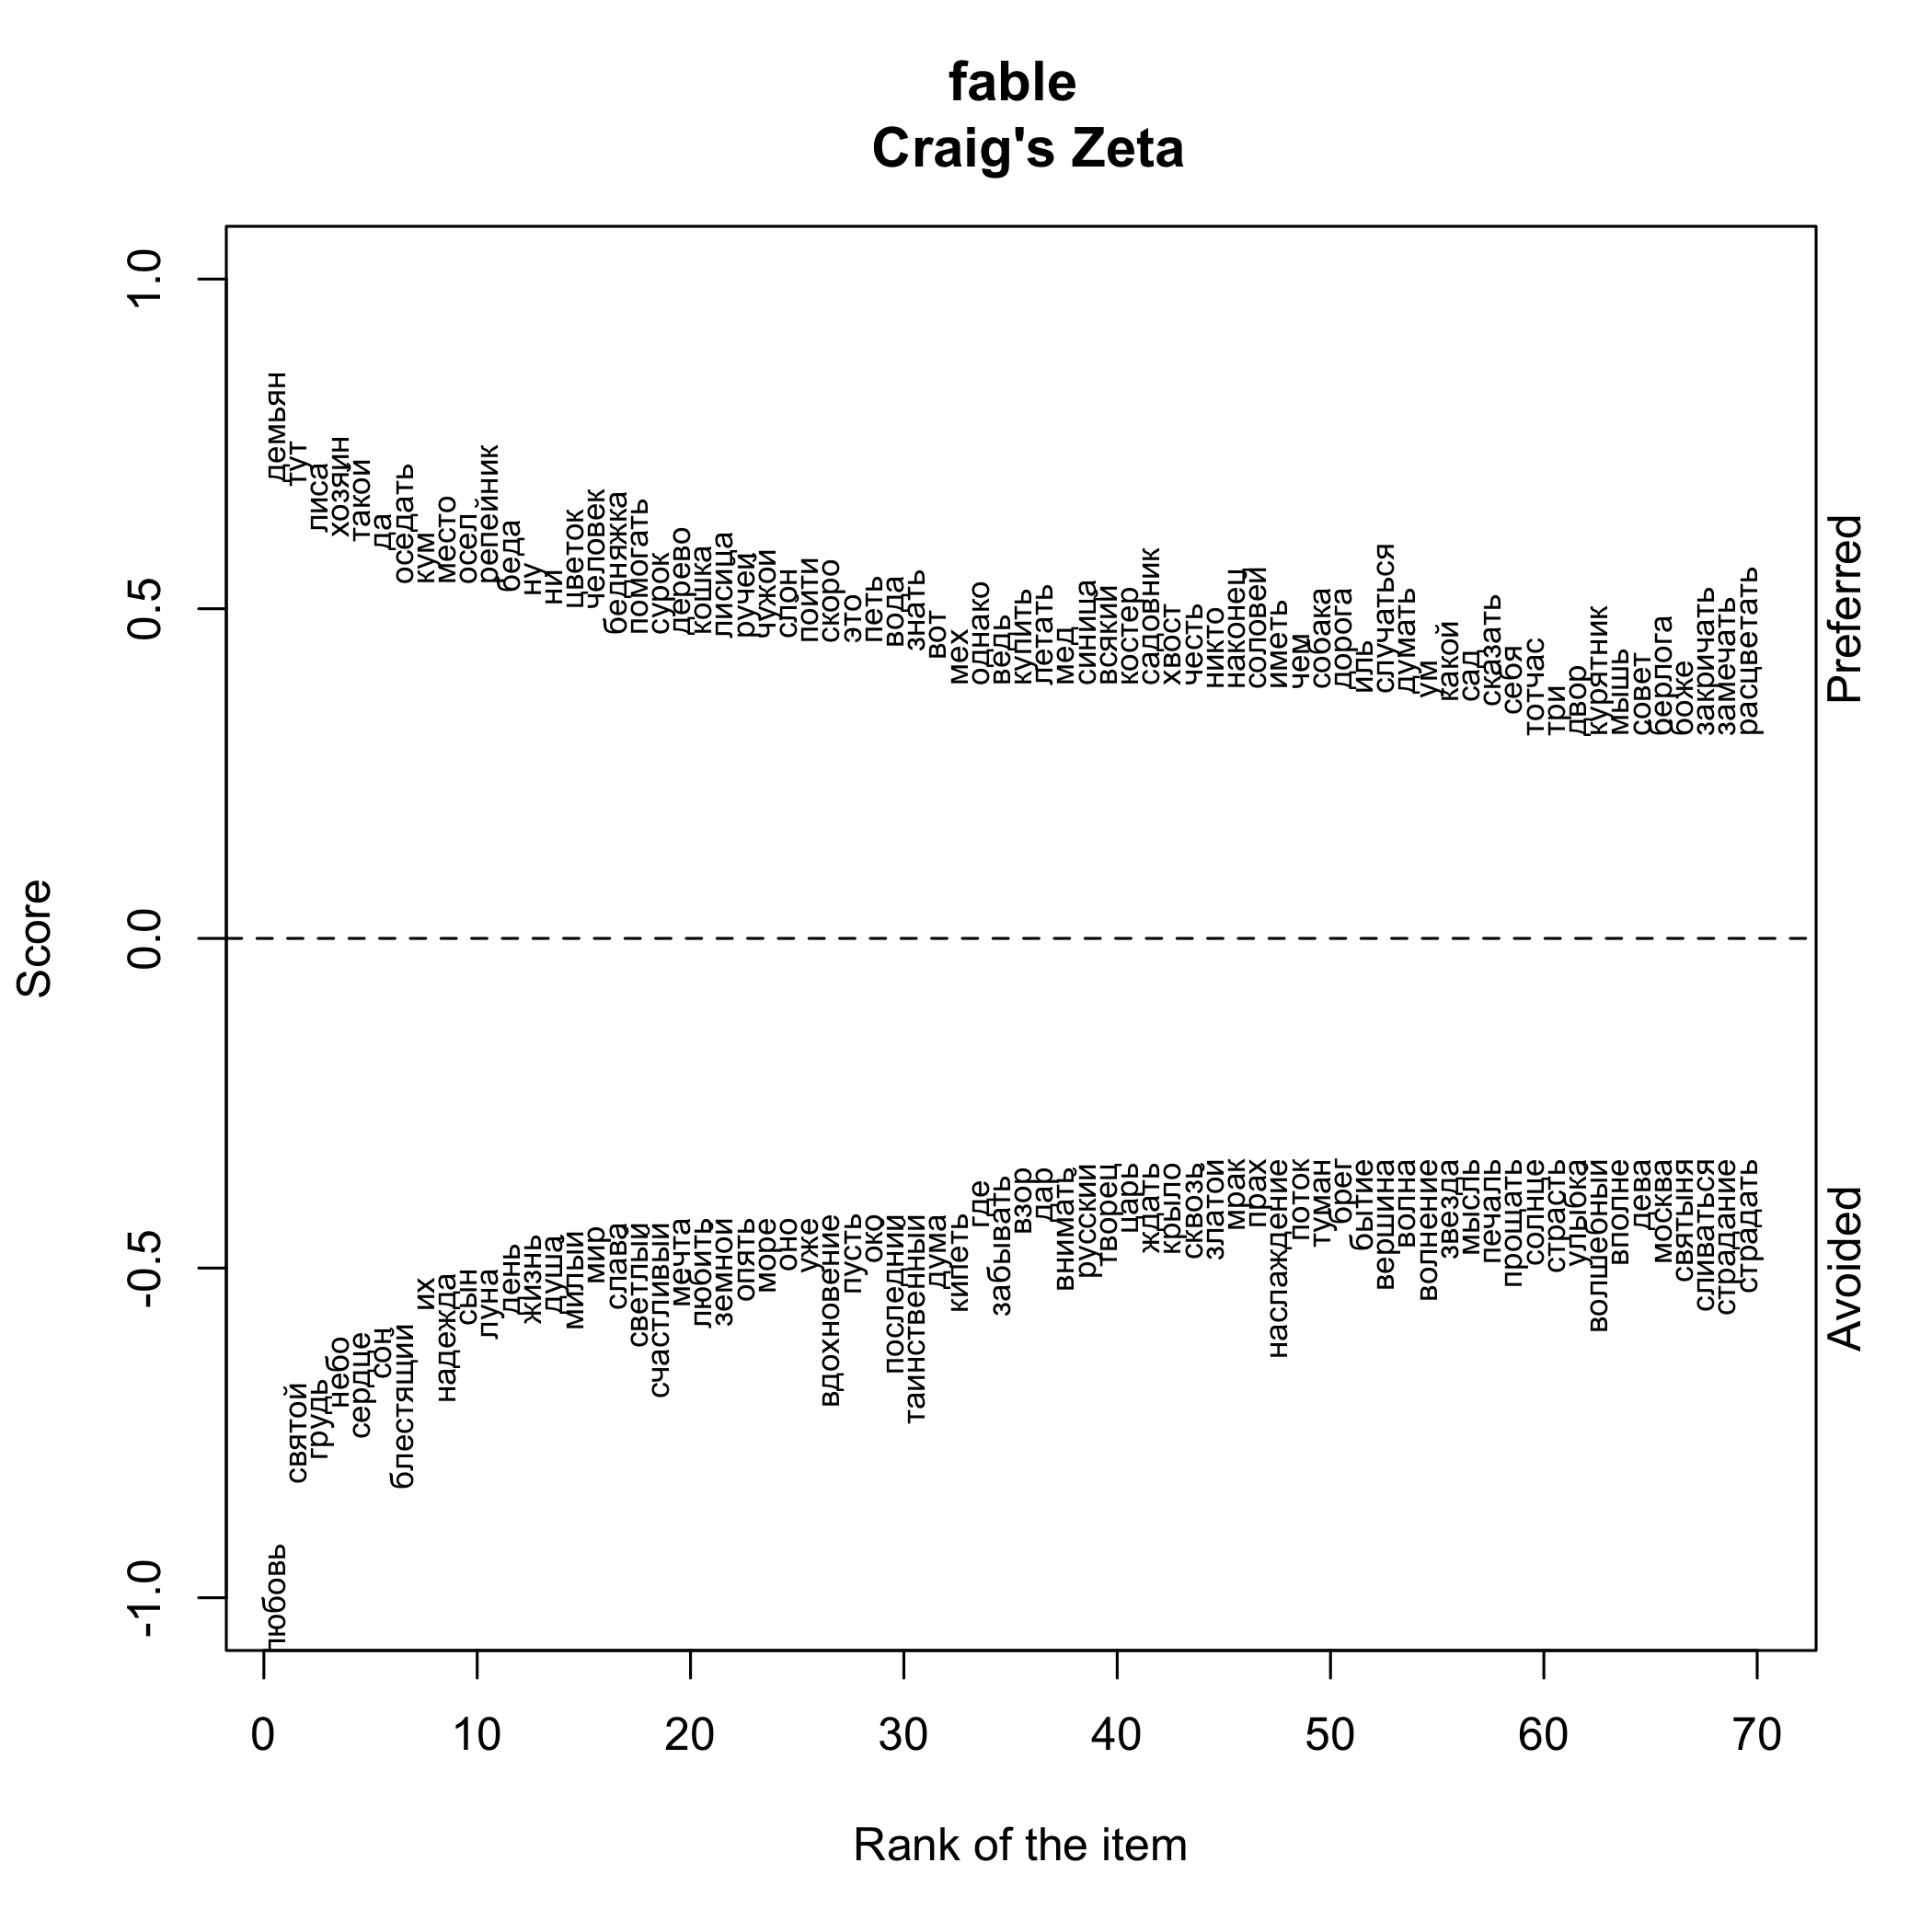 fable
Craig's Zeta
1.0
0.5
0.0
-0.5
-1.0
Score
Preferred
Avoided
демьян
тут
лиса
хозяин
такой
да
оседать
кум
место
осел
репейник
беда
ну
ни
цветок
человек
бедняжка
помогать
сурок
дерево
кошка
лисица
ручей
чужой
слон
пойти
скоро
это
петь
вода
знать
вот
мех
однако
ведь
купить
летать
мед
синица
всякий
костер
садовник
хвост
честь
никто
наконец
соловей
иметь
чем
собака
дорога
иль
случаться
думать
ум
какой
сад
сказать
себя
тотчас
три
двор
курятник
мышь
совет
берлога
боже
закричать
замечать
расцветать
любовь
святой
грудь
небо
сердце
сон
блестящий
их
надежда
сын
луна
день
жизнь
душа
милый
мир
слава
светлый
счастливый
мечта
любить
земной
опять
море
оно
уже
вдохновение
пусть
око
последний
таинственный
дума
кипеть
где
забывать
взор
дар
внимать
русский
творец
царь
ждать
крыло
сквозь
златой
мрак
прах
наслаждение
поток
туман
брег
бытие
вершина
волна
волнение
звезда
мысль
печаль
прощать
солнце
страсть
улыбка
волшебный
вполне
дева
москва
святыня
сливаться
страдание
страдать
0 10 20 30 40 50 60 70
Rank of the item